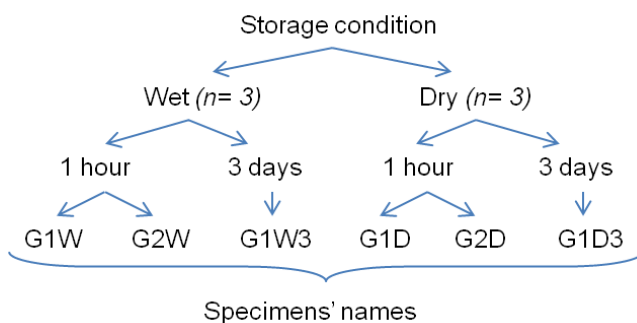 Storage condition
Wet (n= 3) Dry (n= 3)
1 hour 3 days 1 hour 3 days
G1W G2W G1W3 G1D G2D G1D3
Specimens' names